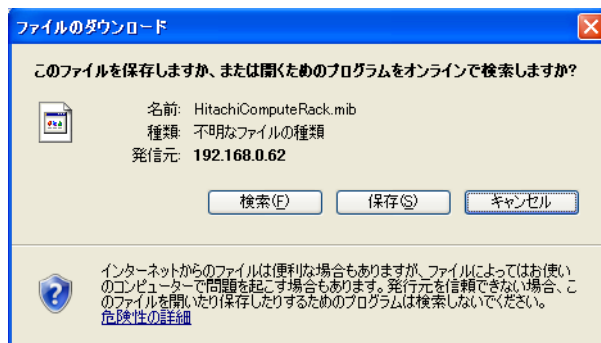 ファイルのダウンロード
このファイルを保存しますか、または開くためのプログラムをオンラインで検索しますか?
名前: HitachiComputeRack.mib
種類: 不明なファイルの種類
発信元: 192.168.0.62
検索(F) 保存(S) キャンセル
インターネットからのファイルは便利な場合もありますが、ファイルによってはお使い
のコンピューターで問題を起こす場合もあります。発行元を信頼できない場合、こ
のファイルを開いたり保存したりするためのプログラムは検索しないでください。
危険性の詳細